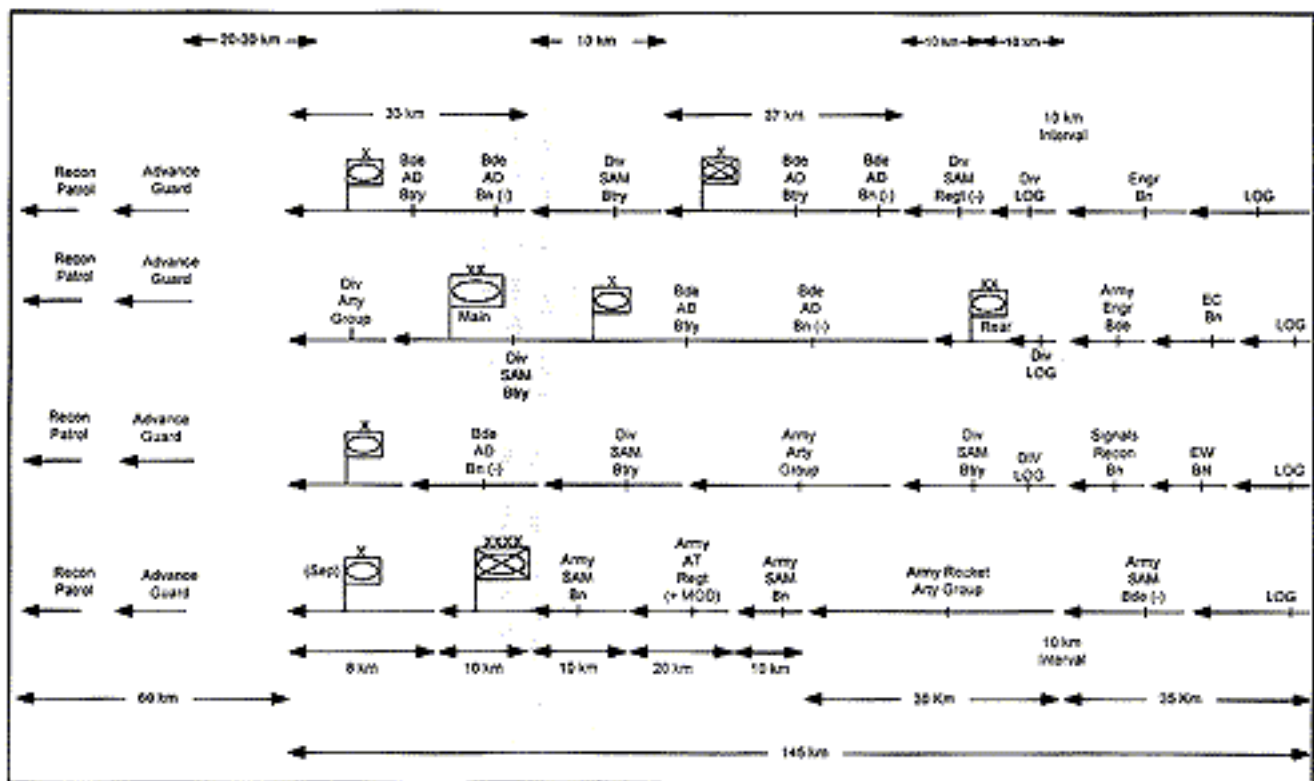 20-30 km
10 km
10 km
10 km
33 km
37 km
10 km
Interval
Recon
Patrol
Advance
Guard
X
Bde
AD
Btry
Bde
AD
Bn (-)
Div
SAM
Btry
X
Bde
AD
Btry
Bde
AD
Bn (-)
Div
SAM
Regt (-)
Div
LOG
Engr
Bn
LOG
Recon
Patrol
Advance
Guard
Div
Arty
Group
XX
Main
Div
SAM
Btry
X
Bde
AD
Btry
Bde
AD
Bn (-)
XX
Rear
Div
LOG
Army
Engr
Bde
EC
Bn
LOG
Recon
Patrol
Advance
Guard
X
Bde
AD
Bn (-)
Div
SAM
Btry
Army
Arty
Group
Div
SAM
Btry
DIV
LOG
Signals
Recon
Bn
EW
BN
LOG
Recon
Patrol
Advance
Guard
(Sep)
X
XXXX
Army
SAM
Bn
Army
AT
Regt
(+ MOD)
Army
SAM
Bn
Army Rocket
Arty Group
Army
SAM
Bde (-)
LOG
8 km
10 km
10 km
20 km
10 km
10 km
Interval
60 km
35 Km
35 Km
145 km